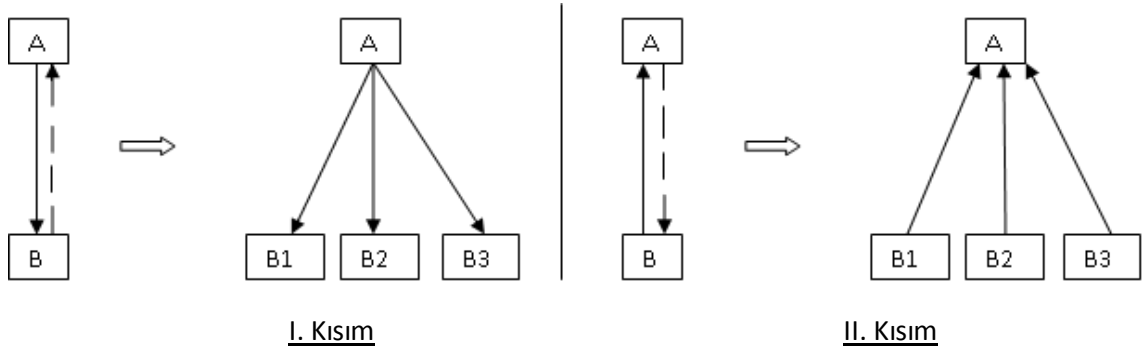 A A A A
B B1 B2 B3 B B1 B2 B3
I. Kısım II. Kısım